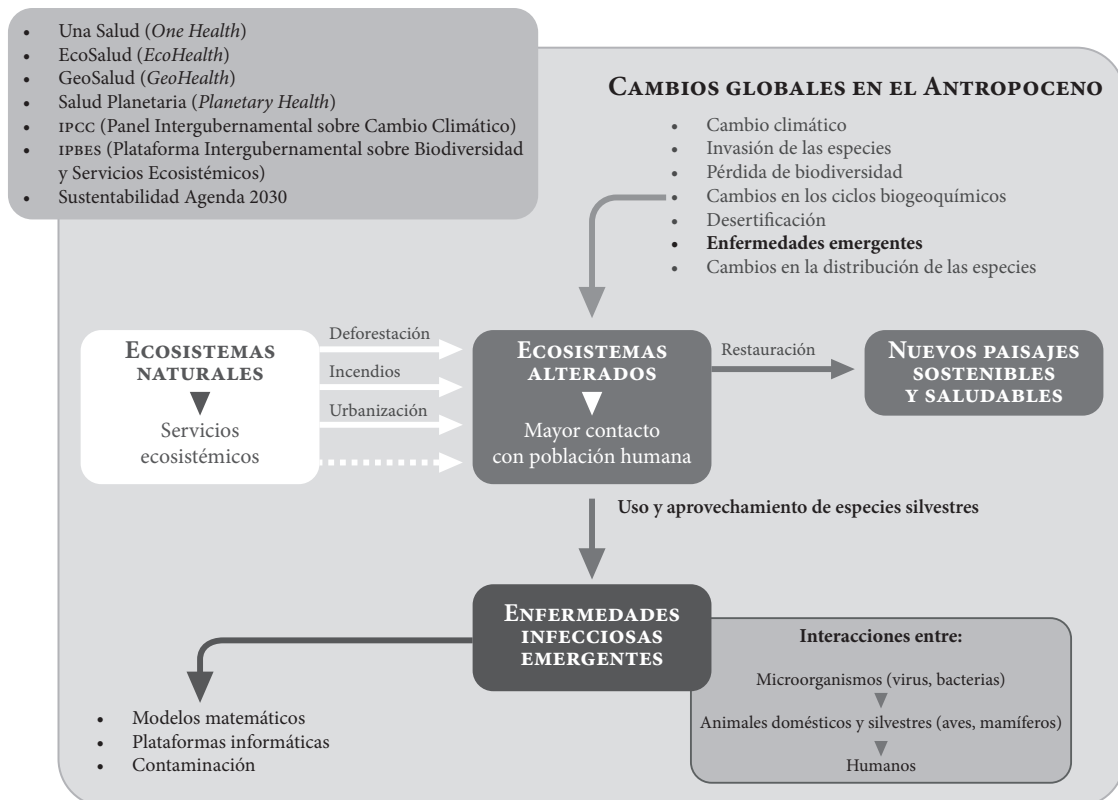 • Una Salud (One Health)
• EcoSalud (EcoHealth)
• GeoSalud (GeoHealth)
• Salud Planetaria (Planetary Health)
• IPCC (Panel Intergubernamental sobre Cambio Climático)
• IPBES (Plataforma Intergubernamental sobre Biodiversidad
y Servicios Ecosistémicos)
• Sustentabilidad Agenda 2030
Cambios globales en el Antropoceno
• Cambio climático
• Invasión de las especies
• Pérdida de biodiversidad
• Cambios en los ciclos biogeoquímicos
• Desertificación
• Enfermedades emergentes
• Cambios en la distribución de las especies
Ecosistemas
naturales
Servicios
ecosistémicos
Deforestación
Incendios
Urbanización
Ecosistemas
alterados
Mayor contacto
con población humana
Restauración
Nuevos paisajes
sostenibles
y saludables
Uso y aprovechamiento de especies silvestres
Enfermedades
infecciosas
emergentes
Interacciones entre:
Microorganismos (virus, bacterias)
Animales domésticos y silvestres (aves, mamíferos)
Humanos
• Modelos matemáticos
• Plataformas informáticas
• Contaminación